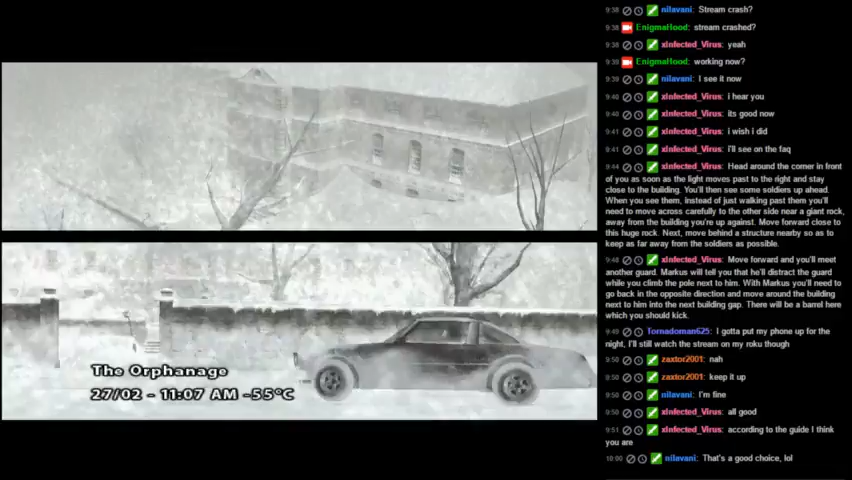 The Orphanage
27/02 - 11:07 AM -55°C
9:38 nilavani: Stream crash?
9:38 EnigmaHood: stream crashed?
9:38 xInfected_Virus: yeah
9:39 EnigmaHood: working now?
9:39 nilavani: I see it now
9:40 xInfected_Virus: i hear you
9:40 xInfected_Virus: its good now
9:41 xInfected_Virus: i wish i did
9:41 xInfected_Virus: i'll see on the faq
9:44 xInfected_Virus: Head around the corner in front
of you as soon as the light moves past to the right and stay
close to the building. You'll then see some soldiers up ahead.
When you see them, instead of just walking past them you'll
need to move across carefully to the other side near a giant rock,
away from the building you're up against. Move forward close to
this huge rock. Next, move behind a structure nearby so as to
keep as far away from the soldiers as possible.
9:48 xInfected_Virus: Move forward and you'll meet
another guard. Markus will tell you that he'll distract the guard
while you climb the pole next to him. With Markus you'll need to
go back in the opposite direction and move around the building
next to him into the next building gap. There will be a barrel here
which you should kick.
9:49 Tornadoman625: I gotta put my phone up for the
night, I'll still watch the stream on my roku though
9:50 zaxtor2001: nah
9:50 zaxtor2001: keep it up
9:50 nilavani: I'm fine
9:50 xInfected_Virus: all good
9:51 xInfected_Virus: according to the guide I think
you are
10:00 nilavani: That's a good choice, lol